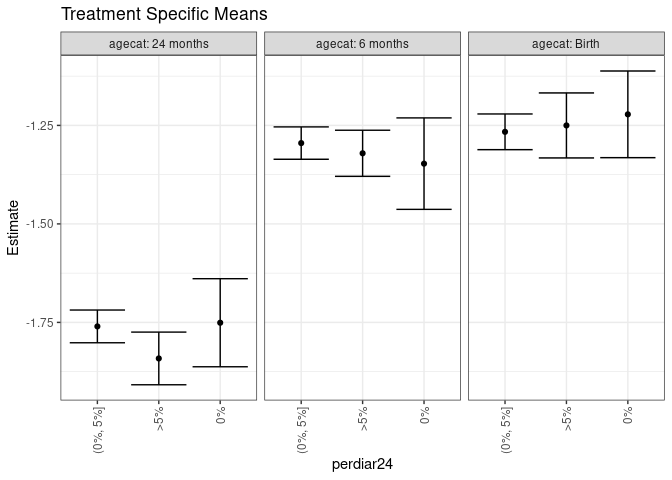 Treatment Specific Means
agecat: 24 months
agecat: 6 months
agecat: Birth
Estimate
-1.25
-1.50
-1.75
(0%, 5%]
>5%
0%
(0%, 5%]
>5%
0%
(0%, 5%]
>5%
0%
perdiar24